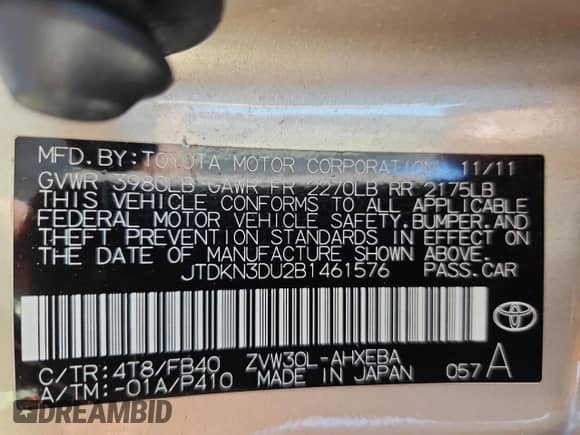 MFD. BY: TOYOTA MOTOR CORPORATION 11/11
GVWR 3980LB GAWR FR 2270LB RR 2175LB
THIS VEHICLE CONFORMS TO ALL APPLICABLE
FEDERAL MOTOR VEHICLE SAFETY, BUMPER, AND
THEFT PREVENTION STANDARDS IN EFFECT ON
THE DATE OF MANUFACTURE SHOWN ABOVE.
JTDKN3DU2B1461576 PASS. CAR
C/TR: 4T8/FB40 ZVW30L-AHXEBA
A/TM: -01A/P410 MADE IN JAPAN 057A
DREAMBID